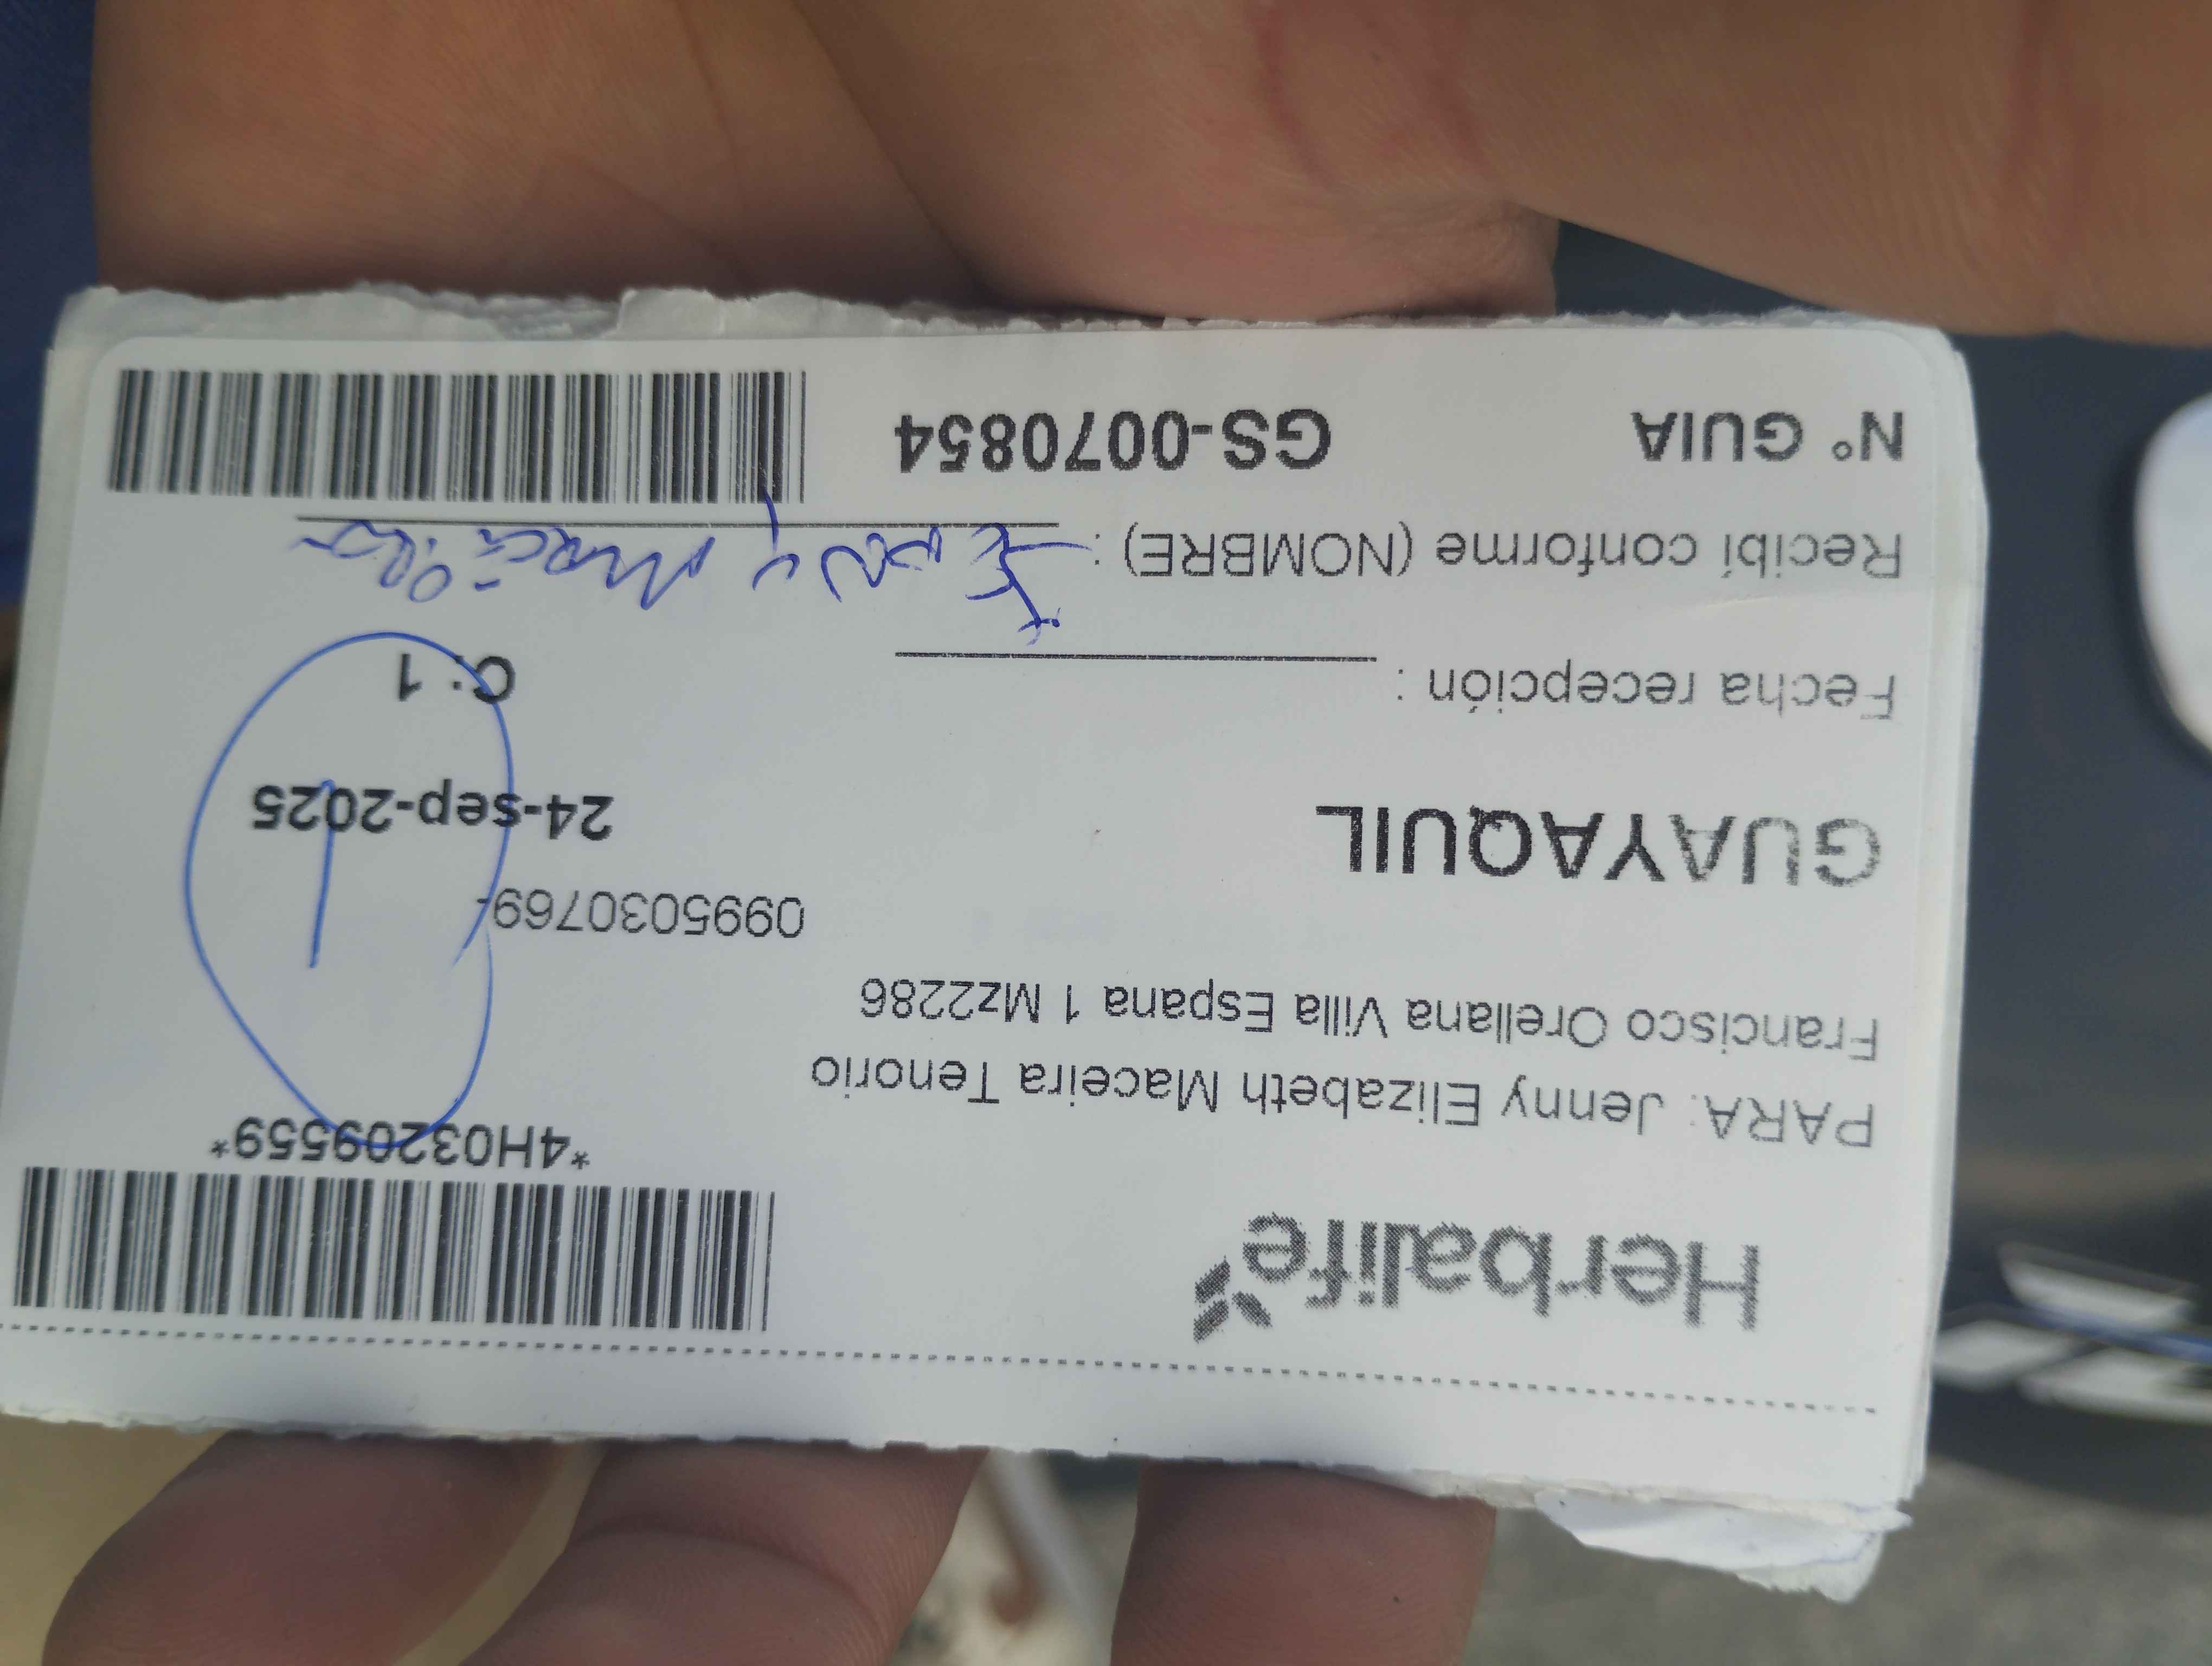 Herbalife
*4H03209559*
PARA: Jenny Elizabeth Maceira Tenorio
Francisco Orellana Villa Espana 1 Mz2286
0995030769-
GUAYAQUIL
24-sep-2025
C: 1
Fecha recepción :
Recibí conforme (NOMBRE) :
N° GUIA
GS-0070854